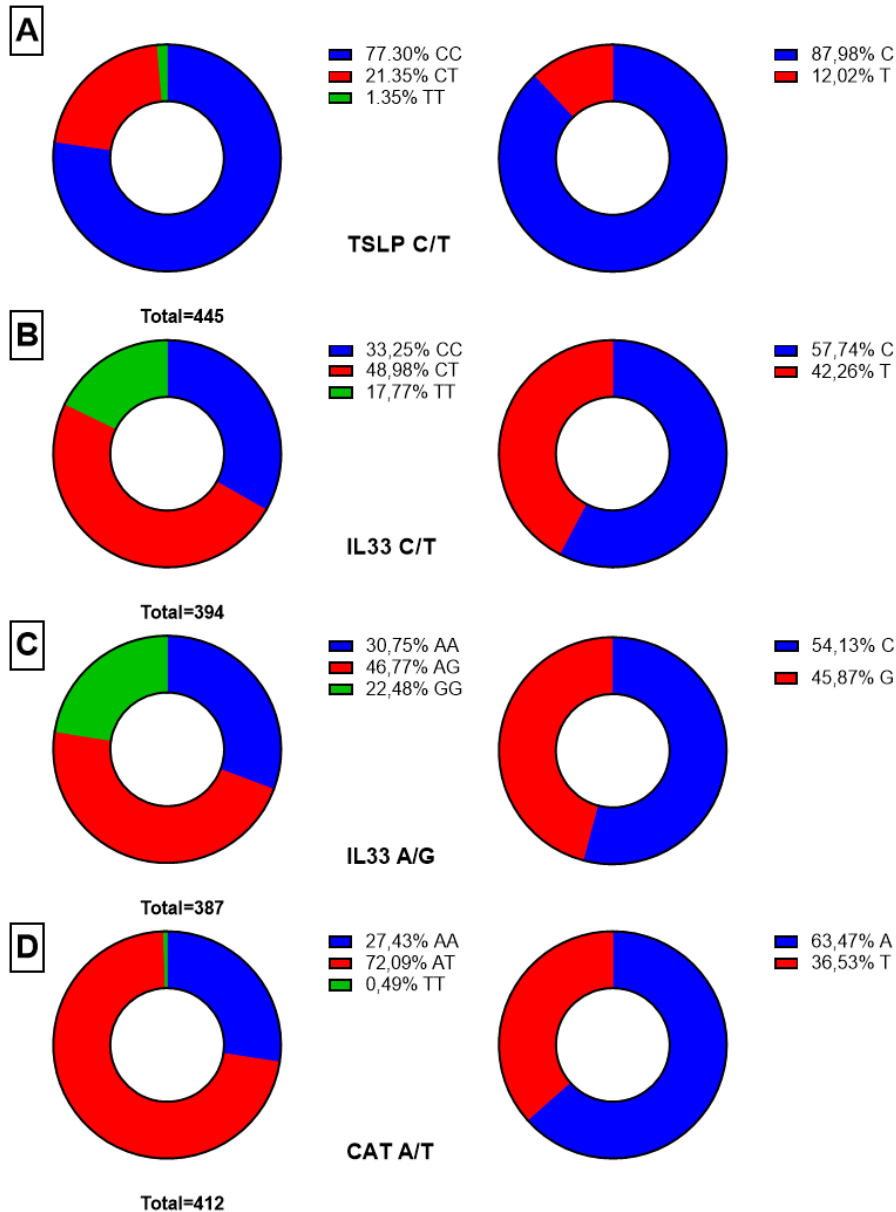 A
77.30% CC
21.35% CT
1.35% TT
87,98% C
12,02% T
TSLP C/T
Total=445
B
33,25% CC
48,98% CT
17,77% TT
57,74% C
42,26% T
IL33 C/T
Total=394
C
30,75% AA
46,77% AG
22,48% GG
54,13% C
45,87% G
IL33 A/G
Total=387
D
27,43% AA
72,09% AT
0,49% TT
63,47% A
36,53% T
CAT A/T
Total=412